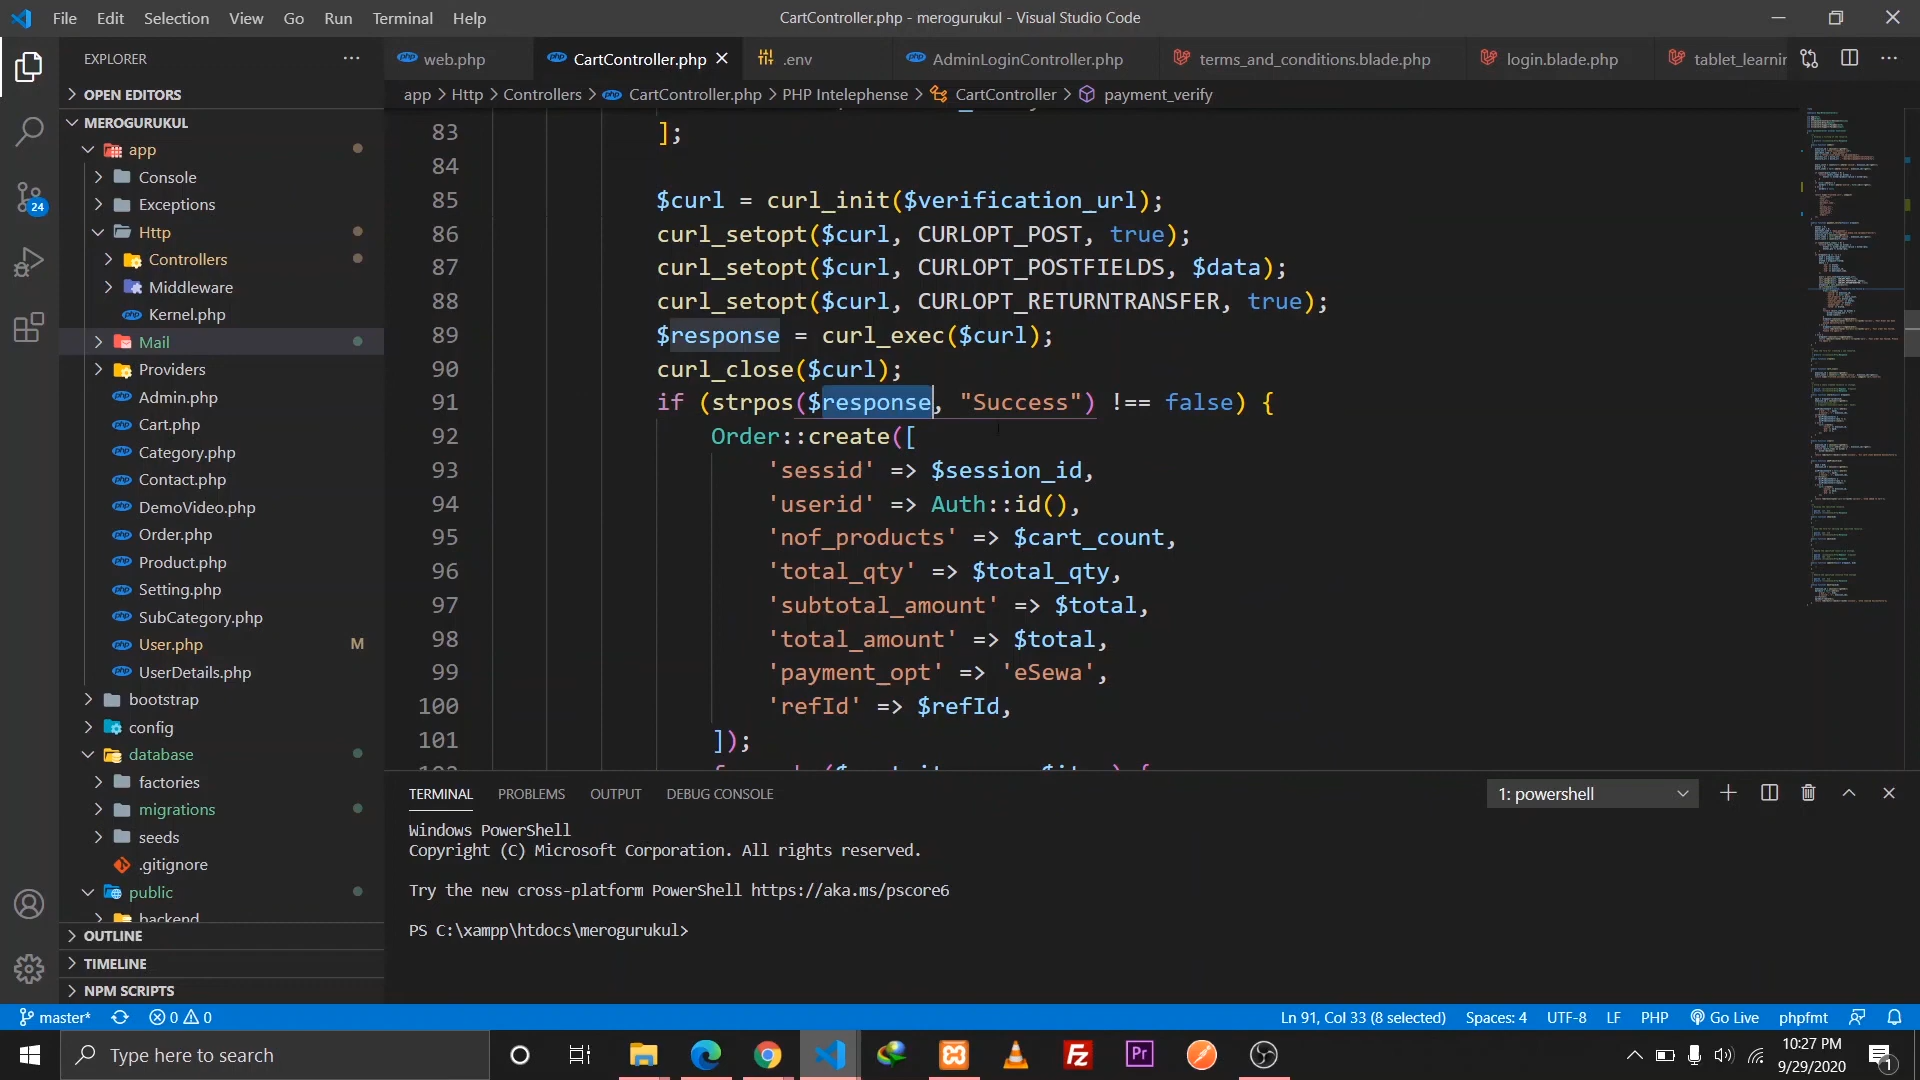 File Edit Selection View Go Run Terminal Help
CartController.php - merogurukul - Visual Studio Code
EXPLORER
OPEN EDITORS
MEROGURUKUL
app
Console
Exceptions
Http
Controllers
Middleware
Kernel.php
Mail
Providers
Admin.php
Cart.php
Category.php
Contact.php
DemoVideo.php
Order.php
Product.php
Setting.php
SubCategory.php
User.php M
UserDetails.php
bootstrap
config
database
factories
migrations
seeds
.gitignore
public
backend
OUTLINE
TIMELINE
NPM SCRIPTS
24
web.php CartController.php .env AdminLoginController.php terms_and_conditions.blade.php login.blade.php tablet_learnin
app > Http > Controllers > CartController.php > PHP Intelephense > CartController > payment_verify
83 ];
84
85 $curl = curl_init($verification_url);
86 curl_setopt($curl, CURLOPT_POST, true);
87 curl_setopt($curl, CURLOPT_POSTFIELDS, $data);
88 curl_setopt($curl, CURLOPT_RETURNTRANSFER, true);
89 $response = curl_exec($curl);
90 curl_close($curl);
91 if (strpos($response, "Success") !== false) {
92 Order::create([
93 'sessid' => $session_id,
94 'userid' => Auth::id(),
95 'nof_products' => $cart_count,
96 'total_qty' => $total_qty,
97 'subtotal_amount' => $total,
98 'total_amount' => $total,
99 'payment_opt' => 'eSewa',
100 'refId' => $refId,
101 ]);
TERMINAL PROBLEMS OUTPUT DEBUG CONSOLE
1: powershell
Windows PowerShell
Copyright (C) Microsoft Corporation. All rights reserved.
Try the new cross-platform PowerShell https://aka.ms/pscore6
PS C:\xampp\htdocs\merogurukul>
master* 0 0
Ln 91, Col 33 (8 selected) Spaces: 4 UTF-8 LF PHP Go Live phpfmt
Type here to search
Fz
Pr
10:27 PM
9/29/2020
1